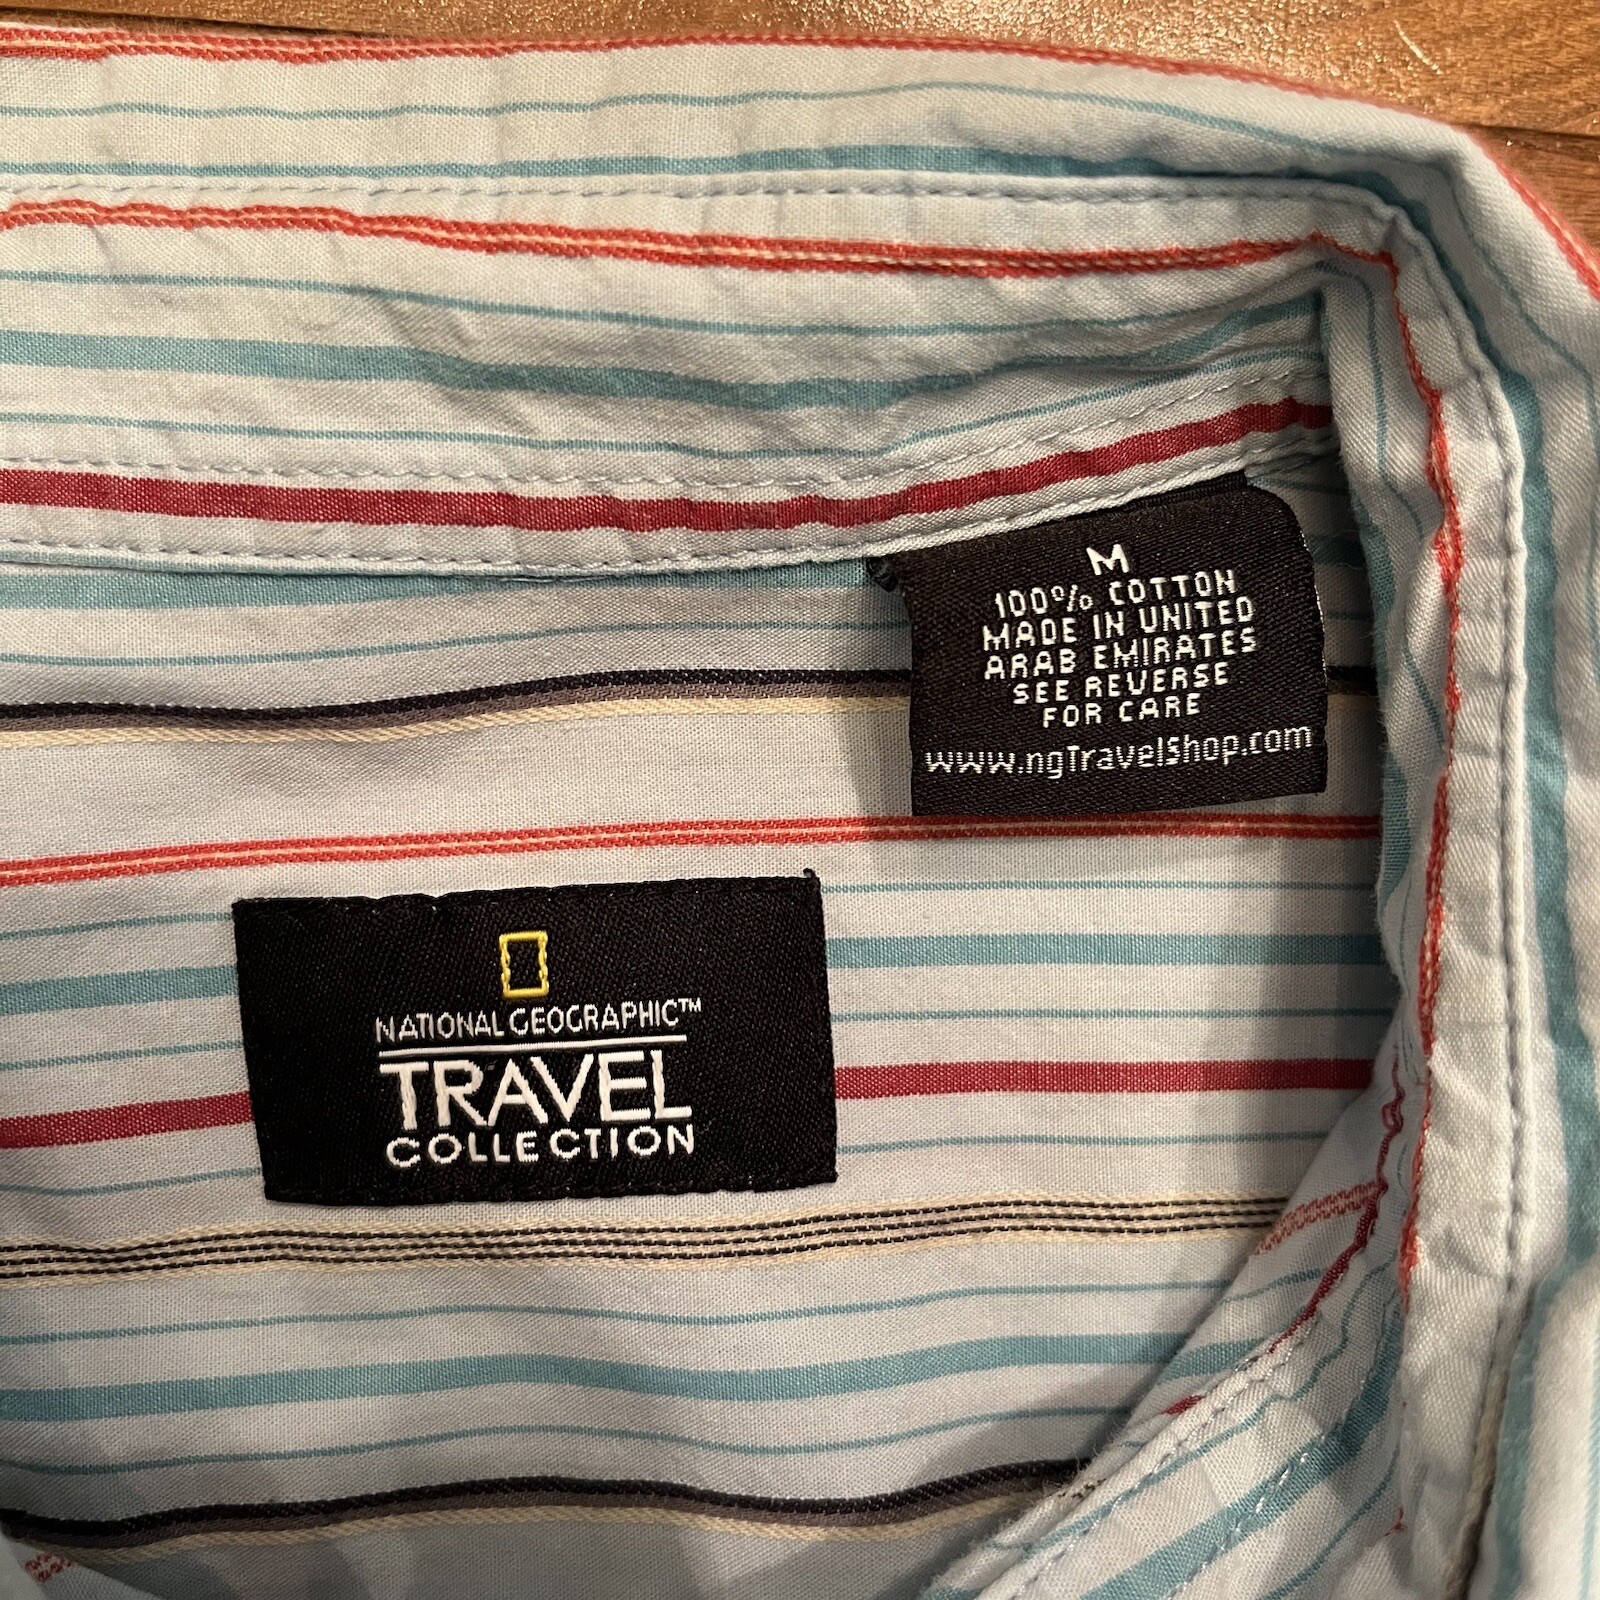 M
100% COTTON
MADE IN UNITED
ARAB EMIRATES
SEE REVERSE
FOR CARE
www.ngTravelShop.com
NATIONAL GEOGRAPHIC™
TRAVEL
COLLECTION